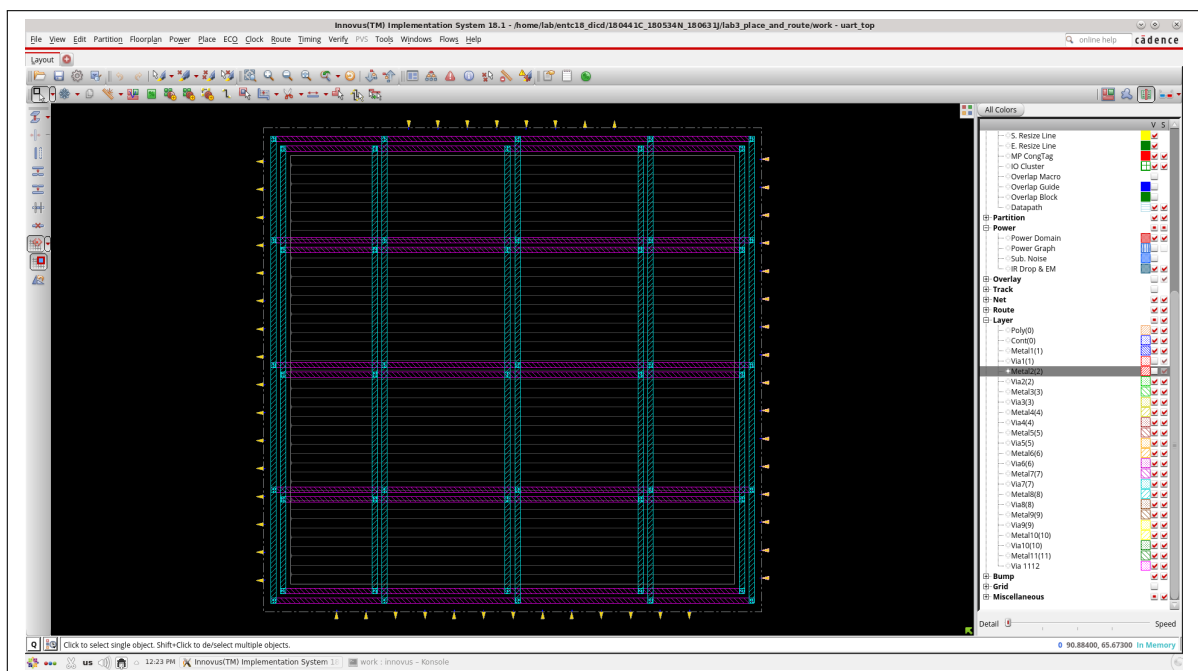 Innovus(TM) Implementation System 18.1 - /home/lab/entc18_dicd/180441C_180534N_180631J/lab3_place_and_route/work - uart_top
File View Edit Partition Floorplan Power Place ECO Clock Route Timing Verify PVS Tools Windows Flows Help
online help cādence
Layout
All Colors
V S
S. Resize Line
E. Resize Line
MP CongTag
IO Cluster
Overlap Macro
Overlap Guide
Overlap Block
Datapath
Partition
Power
Power Domain
Power Graph
Sub. Noise
IR Drop & EM
Overlay
Track
Net
Route
Layer
Poly(0)
Cont(0)
Metal1(1)
Via1(1)
Metal2(2)
Via2(2)
Metal3(3)
Via3(3)
Metal4(4)
Via4(4)
Metal5(5)
Via5(5)
Metal6(6)
Via6(6)
Metal7(7)
Via7(7)
Metal8(8)
Via8(8)
Metal9(9)
Via9(9)
Metal10(10)
Via10(10)
Metal11(11)
Via 1112
Bump
Grid
Miscellaneous
Detail Speed
Q Click to select single object. Shift+Click to de/select multiple objects. 0 90.88400, 65.67300 In Memory
us 12:23 PM Innovus(TM) Implementation System 18 work : innovus – Konsole